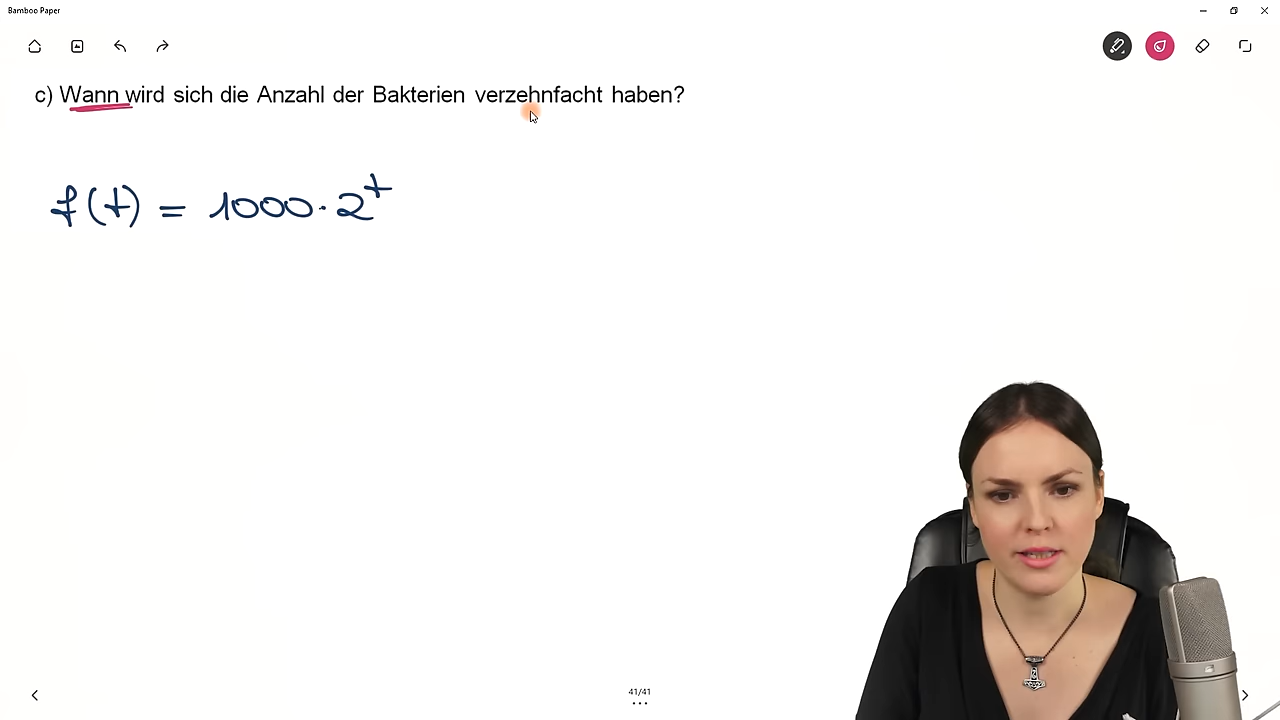 Bamboo Paper
c) Wann wird sich die Anzahl der Bakterien verzehnfacht haben?
f(t) = 1000 · 2^t
41/41